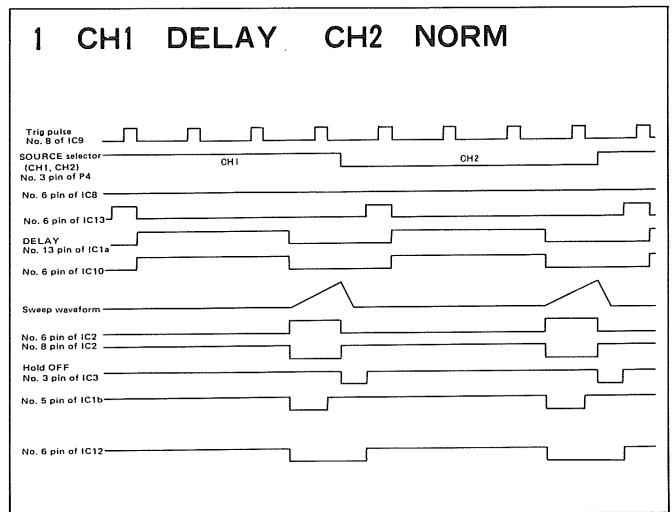 1 CH1 DELAY CH2 NORM
Trig pulse
No. 8 of IC9
SOURCE selector
(CH1, CH2)
No. 3 pin of P4
CH1
CH2
No. 6 pin of IC8
No. 6 pin of IC13
DELAY
No. 13 pin of IC1a
No. 6 pin of IC10
Sweep waveform
No. 6 pin of IC2
No. 8 pin of IC2
Hold OFF
No. 3 pin of IC3
No. 5 pin of IC1b
No. 6 pin of IC12